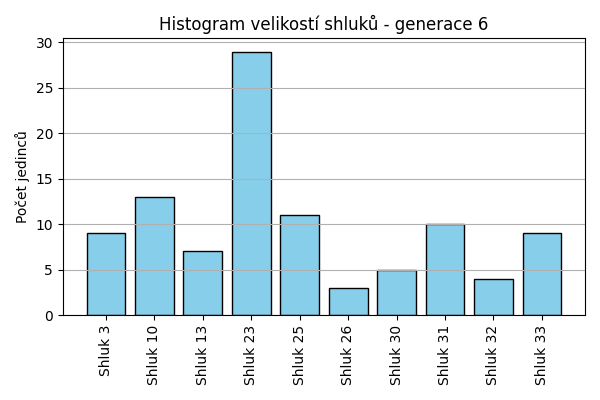 Histogram velikostí shluků - generace 6
Počet jedinců
30
25
20
15
10
5
0
Shluk 3
Shluk 10
Shluk 13
Shluk 23
Shluk 25
Shluk 26
Shluk 30
Shluk 31
Shluk 32
Shluk 33